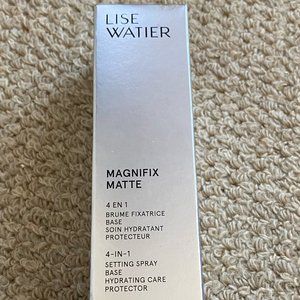 LISE
WATIER
MAGNIFIX
MATTE
4 EN 1
BRUME FIXATRICE
BASE
SOIN HYDRATANT
PROTECTEUR
4-IN-1
SETTING SPRAY
BASE
HYDRATING CARE
PROTECTOR